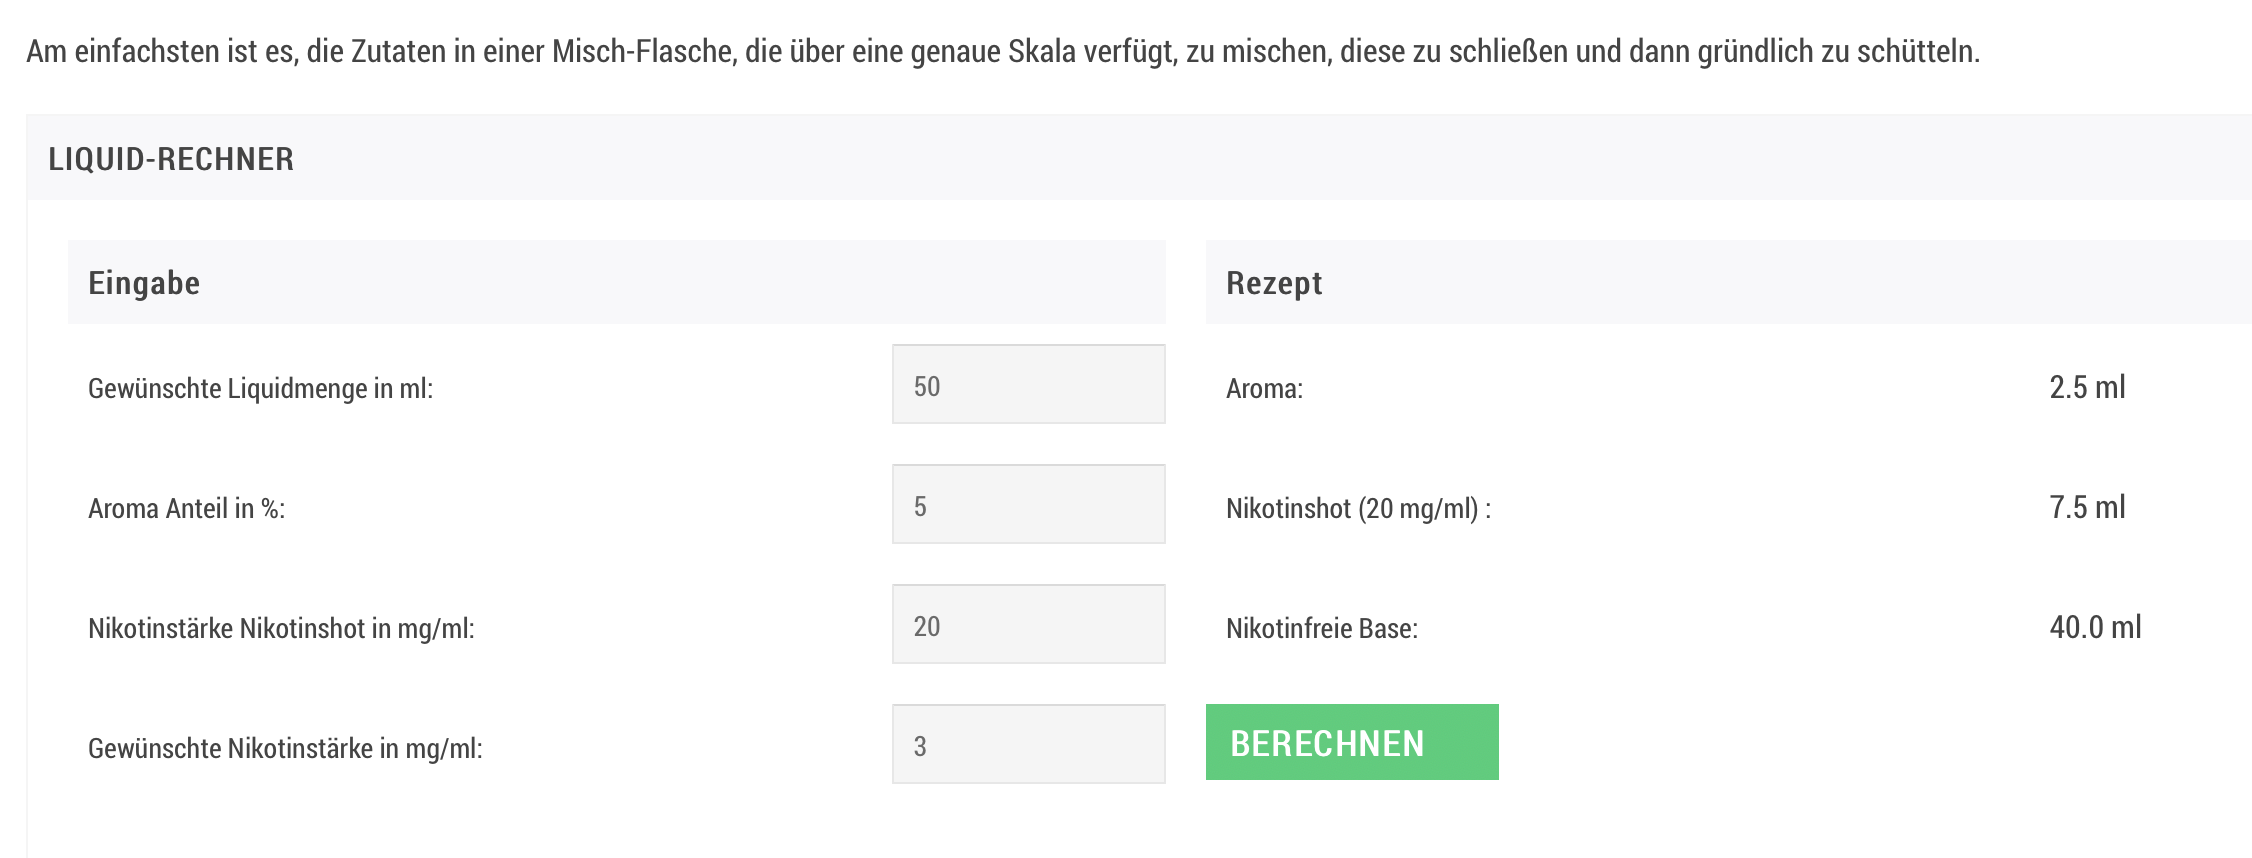 Am einfachsten ist es, die Zutaten in einer Misch-Flasche, die über eine genaue Skala verfügt, zu mischen, diese zu schließen und dann gründlich zu schütteln.
LIQUID-RECHNER
Eingabe
Gewünschte Liquidmenge in ml: 50
Aroma Anteil in %: 5
Nikotinstärke Nikotinshot in mg/ml: 20
Gewünschte Nikotinstärke in mg/ml: 3
Rezept
Aroma: 2.5 ml
Nikotinshot (20 mg/ml) : 7.5 ml
Nikotinfreie Base: 40.0 ml
BERECHNEN